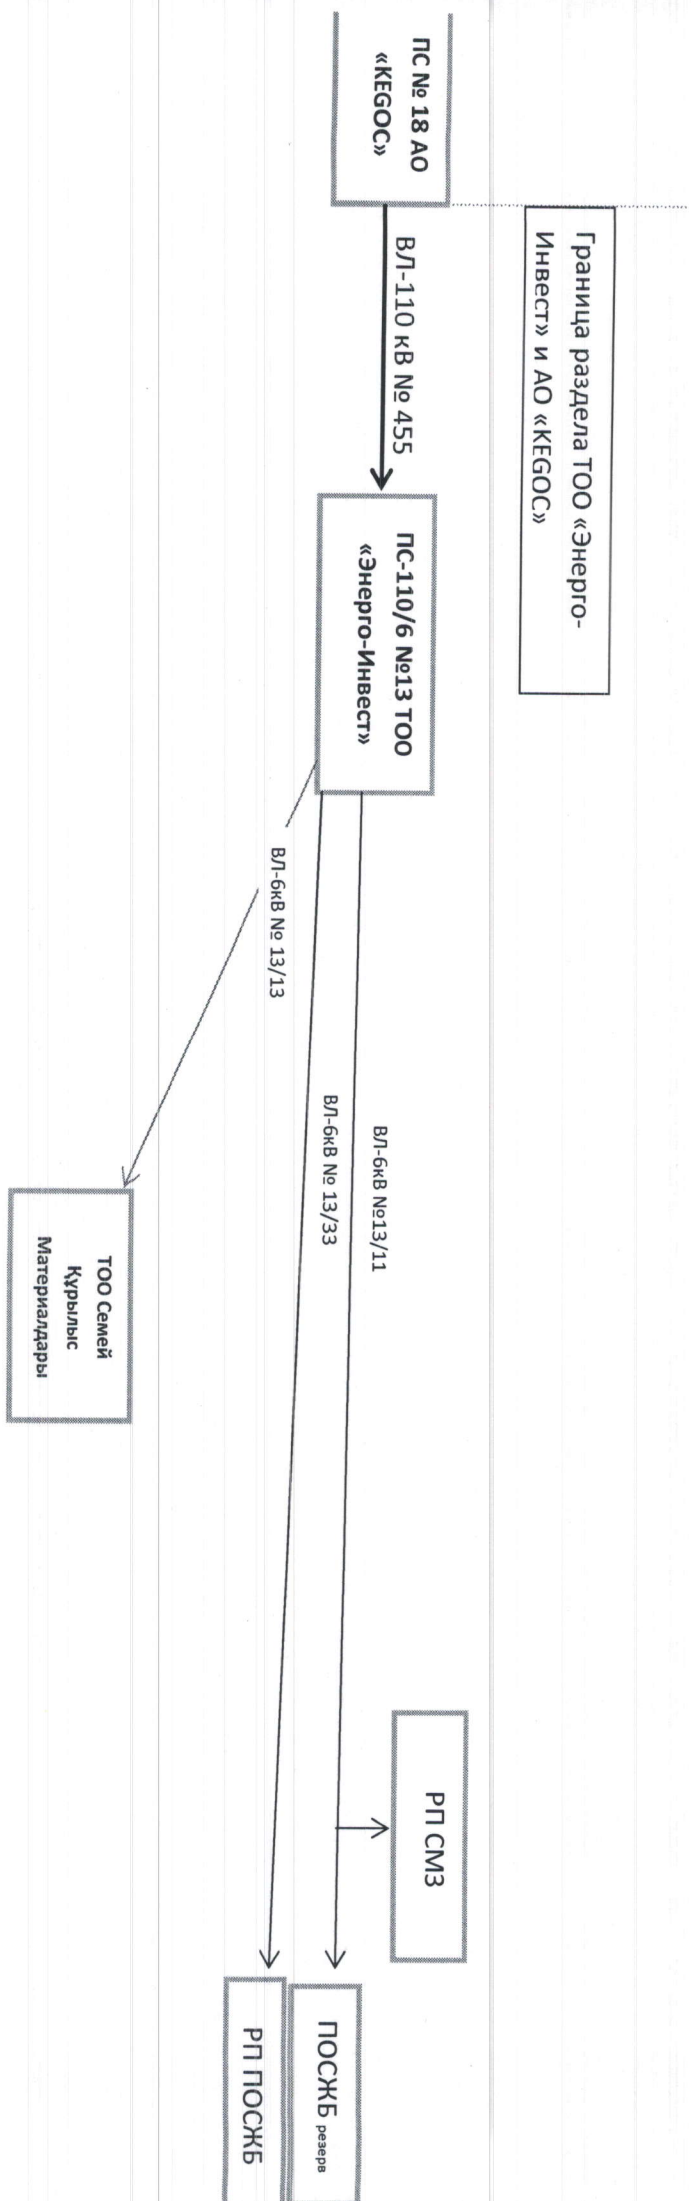 Граница раздела ТОО «Энерго-
Инвест» и АО «KEGOC»
ПС № 18 АО
«KEGOC»
ВЛ-110 кВ № 455
ПС-110/6 №13 ТОО
«Энерго-Инвест»
ВЛ-6кВ №13/11
ВЛ-6кВ № 13/33
ВЛ-6кВ № 13/13
РП СМЗ
ПОСЖБ резерв
РП ПОСЖБ
ТОО Семей
Құрылыс
Материалдары